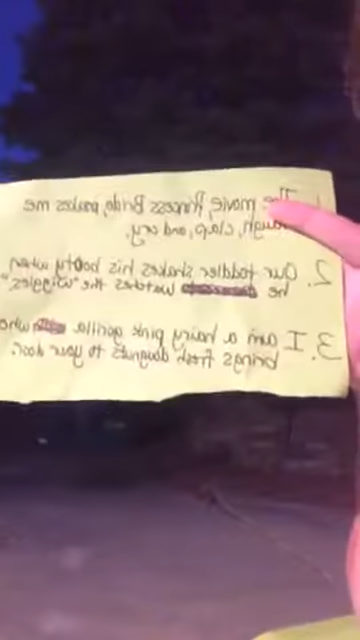 1. The movie, Princess Bride, makes me
laugh, clap, and cry.
2. Our toddler shakes his booty when
he watches the "Wiggles."
3. I am a hairy pink gorilla who
brings fresh doughnuts to your door.